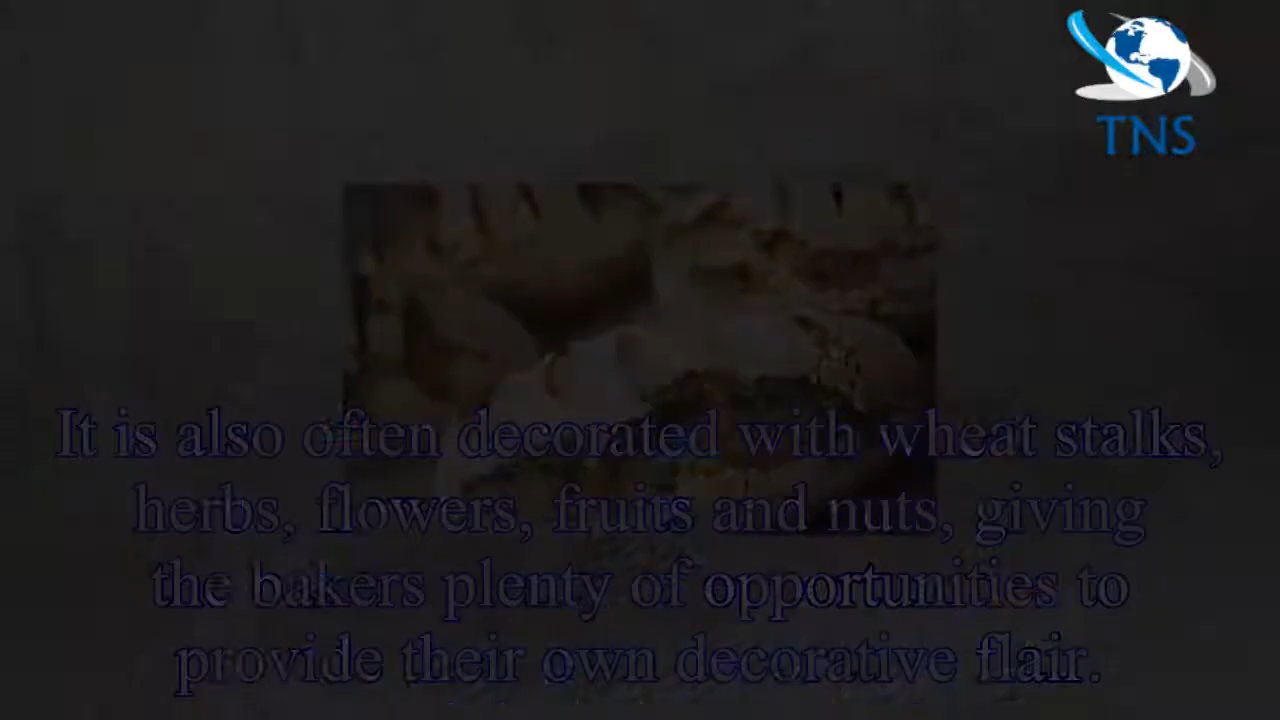 TNS
It is also often decorated with wheat stalks,
herbs, flowers, fruits and nuts, giving
the bakers plenty of opportunities to
provide their own decorative flair.